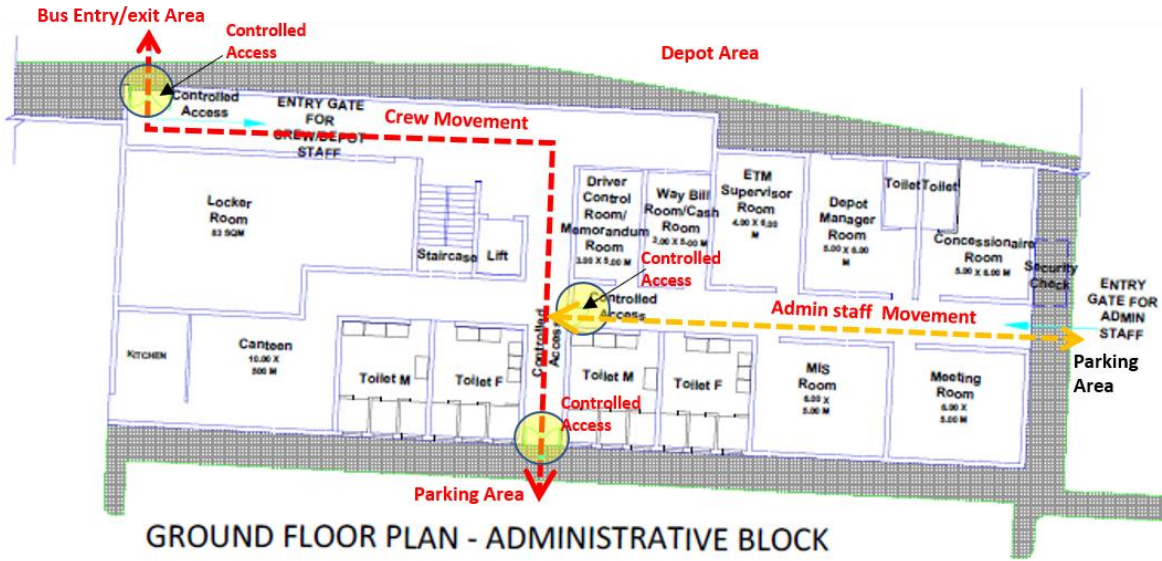 Bus Entry/exit Area
Controlled
Access
Depot Area
Controlled
Access
ENTRY GATE
FOR
CREW/DEPOT
STAFF
Crew Movement
Locker
Room
83 SQM
Staircase
Lift
Driver
Control
Room/
Memorandum
Room
3.00 X 5.00 M
Way Bill
Room/Cash
Room
3.00 X 5.00 M
ETM
Supervisor
Room
4.00 X 6.00
M
Depot
Manager
Room
5.00 X 6.00
M
Toilet
Toilet
Concessionaire
Room
5.00 X 6.00 M
Security
Check
ENTRY
GATE FOR
ADMIN
STAFF
Controlled
Access
Controlled
Access
Admin staff Movement
Parking
Area
KITCHEN
Canteen
10.00 X
500 M
Toilet M
Toilet F
Controlled
Access
Toilet M
Toilet F
MIS
Room
6.00 X
5.00 M
Meeting
Room
6.00 X
5.00 M
Controlled
Access
Parking Area
GROUND FLOOR PLAN - ADMINISTRATIVE BLOCK